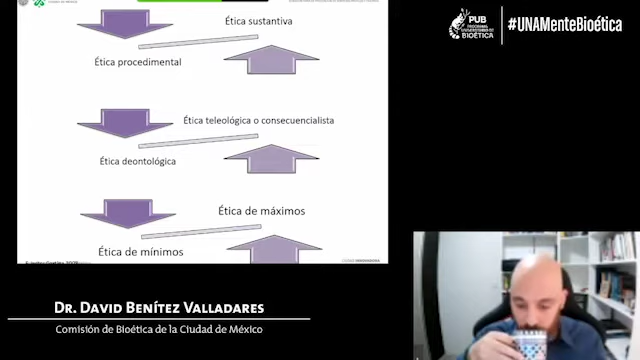 Ética sustantiva
Ética procedimental
Ética teleológica o consecuencialista
Ética deontológica
Ética de máximos
Ética de mínimos
PUB
BIOÉTICA
#UNAMenteBioética
DR. DAVID BENÍTEZ VALLADARES
Comisión de Bioética de la Ciudad de México